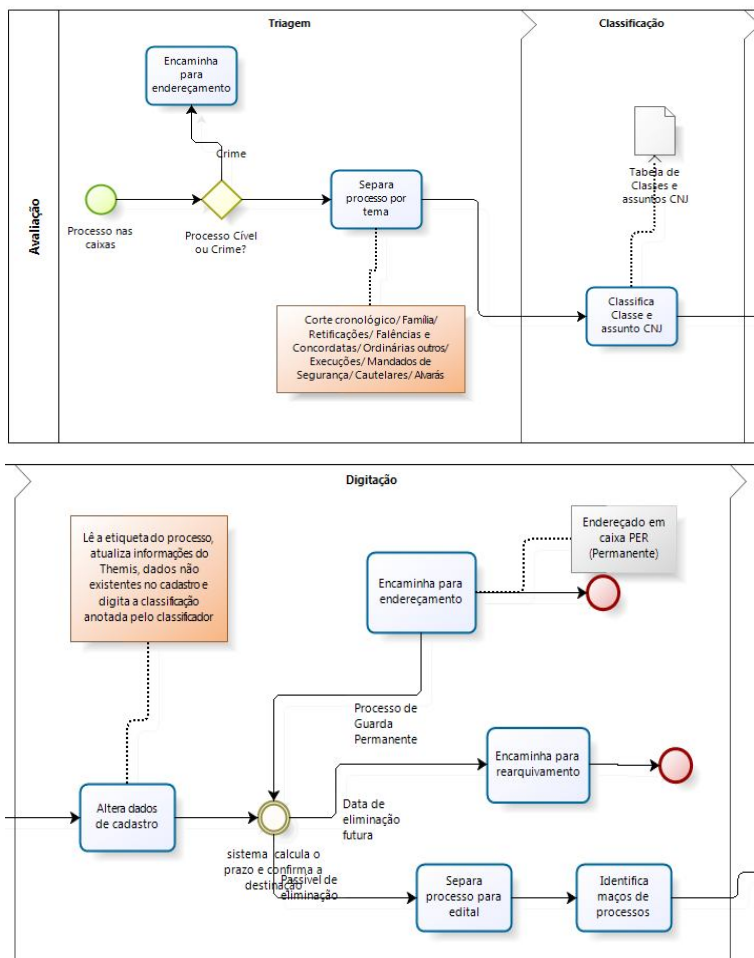 Triagem
Classificação
Avaliação
Encaminha
para
endereçamento
Crime
Processo nas
caixas
Processo Cível
ou Crime?
Separa
processo por
tema
Corte cronológico/ Família/
Retificações/ Falências e
Concordatas/ Ordinárias outros/
Execuções/ Mandados de
Segurança/ Cautelares/ Alvarás
Tabela de
Classes e
assuntos CNJ
Classifica
Classe e
assunto CNJ
Digitação
Lê a etiqueta do processo,
atualiza informações do
Themis, dados não
existentes no cadastro e
digita a classificação
anotada pelo classificador
Encaminha para
endereçamento
Endereçado em
caixa PER
(Permanente)
Processo de
Guarda
Permanente
Encaminha para
rearquivamento
Altera dados
de cadastro
Data de
eliminação
futura
sistema calcula o
prazo e confirma a
destinação
Passível de
eliminação
Separa
processo para
edital
Identifica
maços de
processos